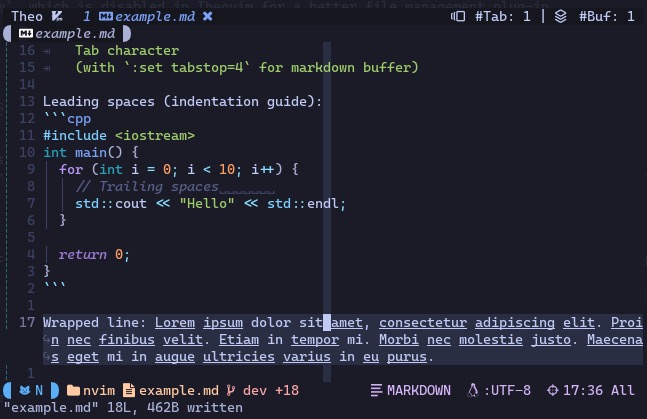 Theo 1 example.md #Tab: 1 #Buf: 1
example.md
16 Tab character
15 (with `:set tabstop=4` for markdown buffer)
14
13 Leading spaces (indentation guide):
12 ```cpp
11 #include <iostream>
10 int main() {
9 for (int i = 0; i < 10; i++) {
8 // Trailing spaces␣␣␣␣␣␣␣
7 std::cout << "Hello" << std::endl;
6 }
5
4 return 0;
3 }
2 ```
1
17 Wrapped line: Lorem ipsum dolor sit amet, consectetur adipiscing elit. Proi
n nec finibus velit. Etiam in tempor mi. Morbi nec molestie justo. Maecena
s eget mi in augue ultricies varius in eu purus.
1
N nvim example.md dev +18 MARKDOWN :UTF-8 17:36 All
"example.md" 18L, 462B written